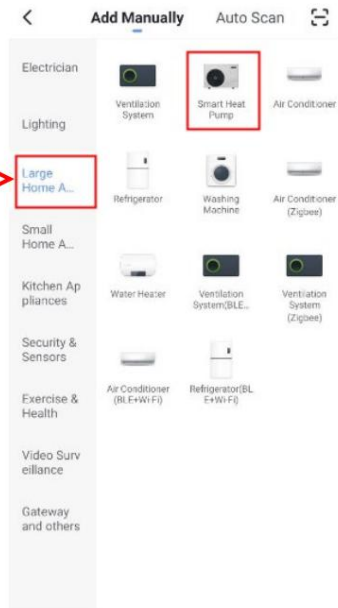 Add Manually
Auto Scan
Electrician
Lighting
Large
Home A...
Small
Home A...
Kitchen Ap
pliances
Security &
Sensors
Exercise &
Health
Video Surv
eillance
Gateway
and others
Ventilation
System
Smart Heat
Pump
Air Conditioner
Refrigerator
Washing
Machine
Air Conditioner
(Zigbee)
Water Heater
Ventilation
System(BLE...
Ventilation
System
(Zigbee)
Air Conditioner
(BLE+Wi-Fi)
Refrigerator(BL
E+Wi-Fi)